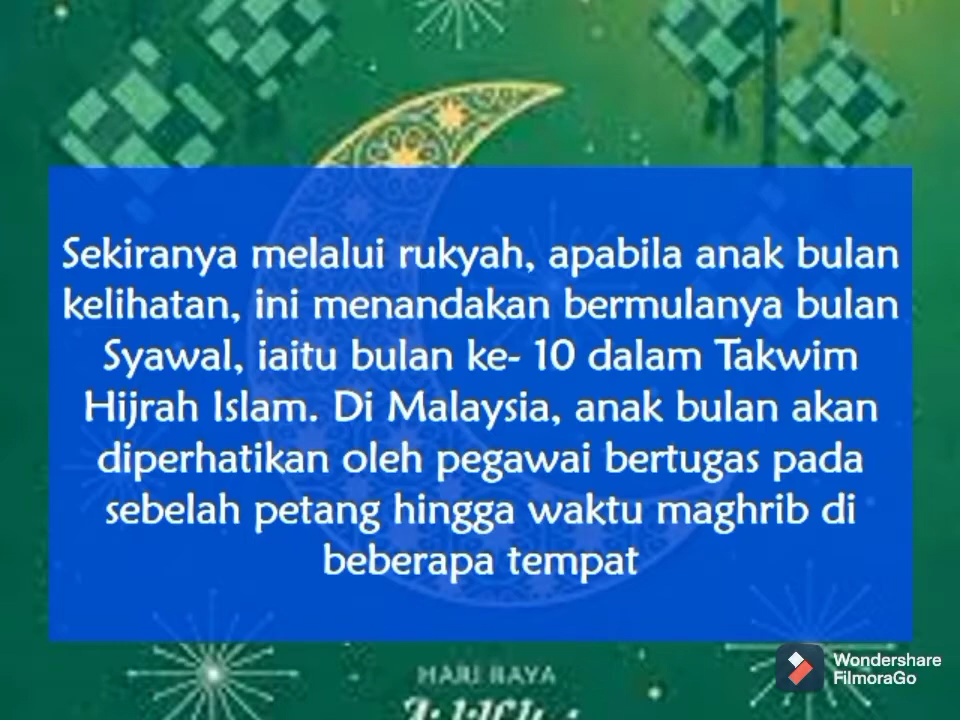 Sekiranya melalui rukyah, apabila anak bulan
kelihatan, ini menandakan bermulanya bulan
Syawal, iaitu bulan ke- 10 dalam Takwim
Hijrah Islam. Di Malaysia, anak bulan akan
diperhatikan oleh pegawai bertugas pada
sebelah petang hingga waktu maghrib di
beberapa tempat
HARI RAYA
Wondershare
FilmoraGo